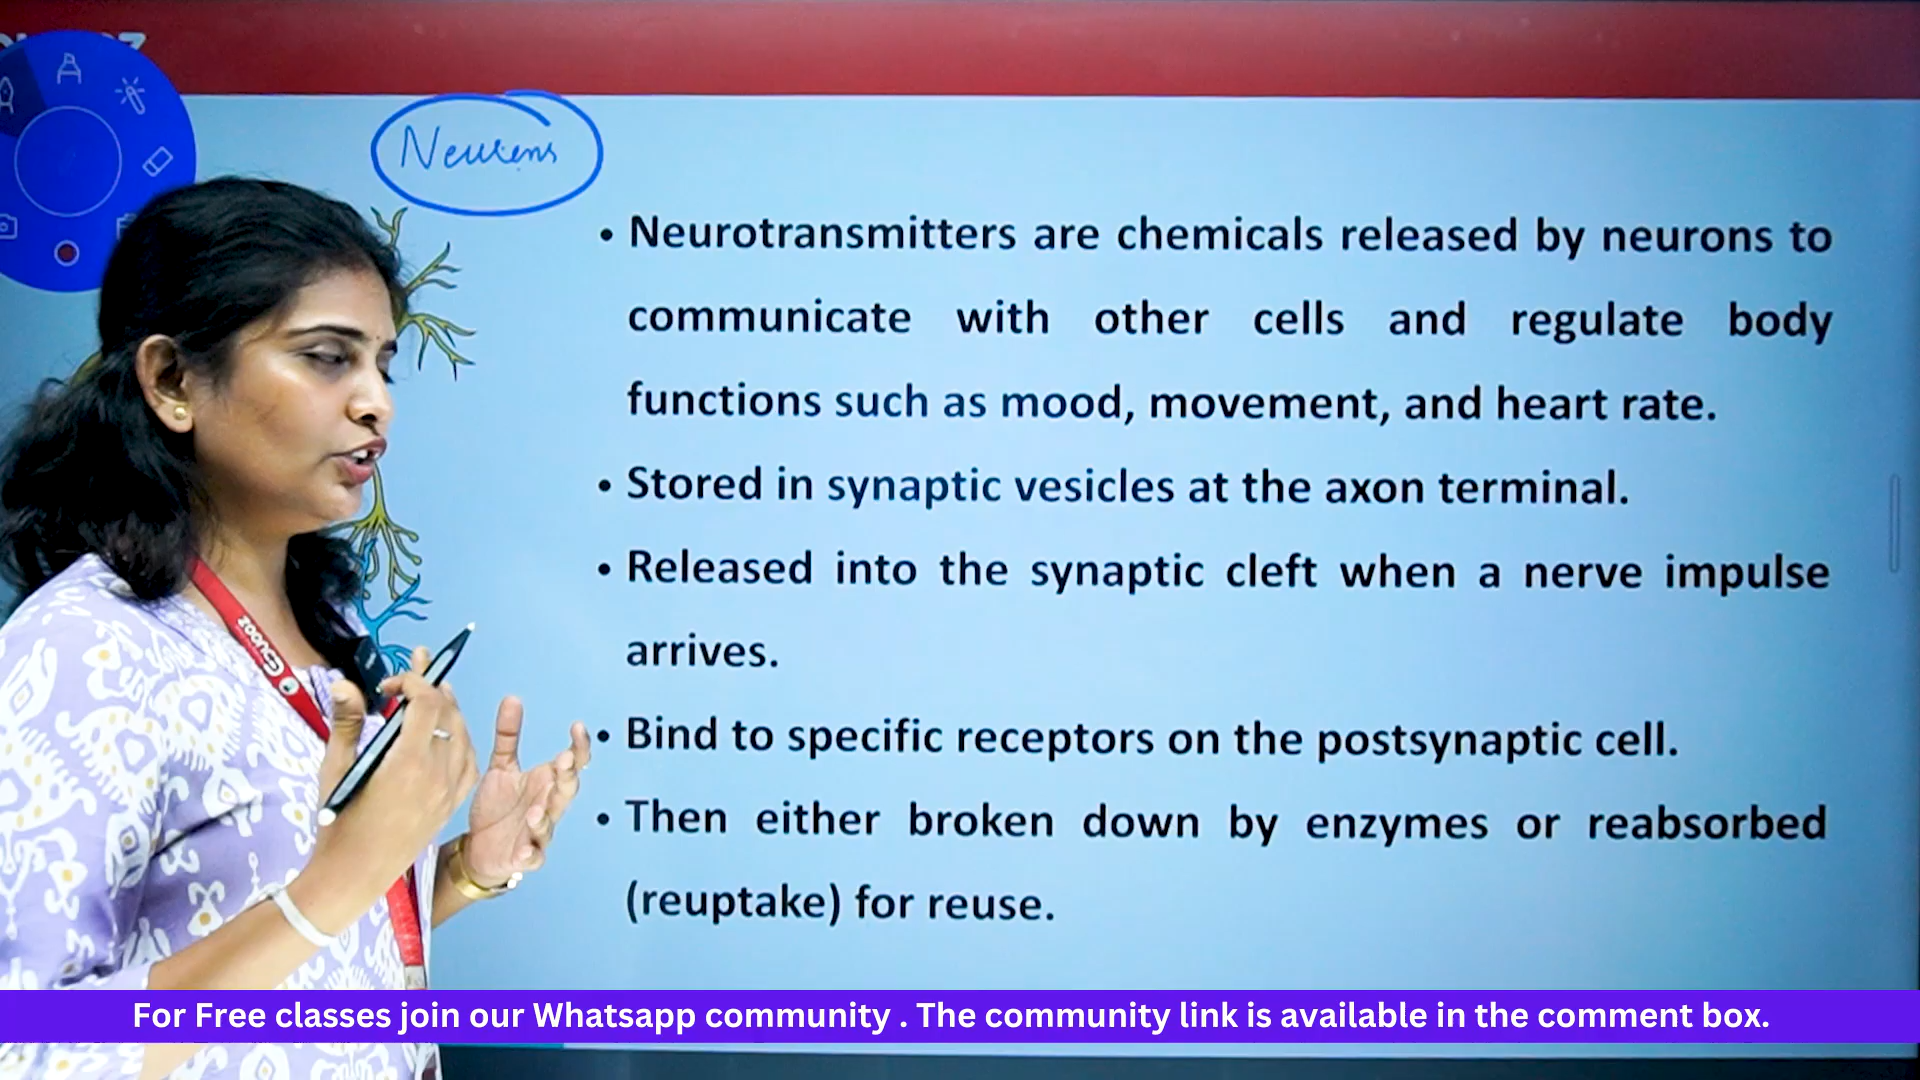 Neurons
• Neurotransmitters are chemicals released by neurons to
communicate with other cells and regulate body
functions such as mood, movement, and heart rate.
• Stored in synaptic vesicles at the axon terminal.
• Released into the synaptic cleft when a nerve impulse
arrives.
• Bind to specific receptors on the postsynaptic cell.
• Then either broken down by enzymes or reabsorbed
(reuptake) for reuse.
For Free classes join our Whatsapp community . The community link is available in the comment box.